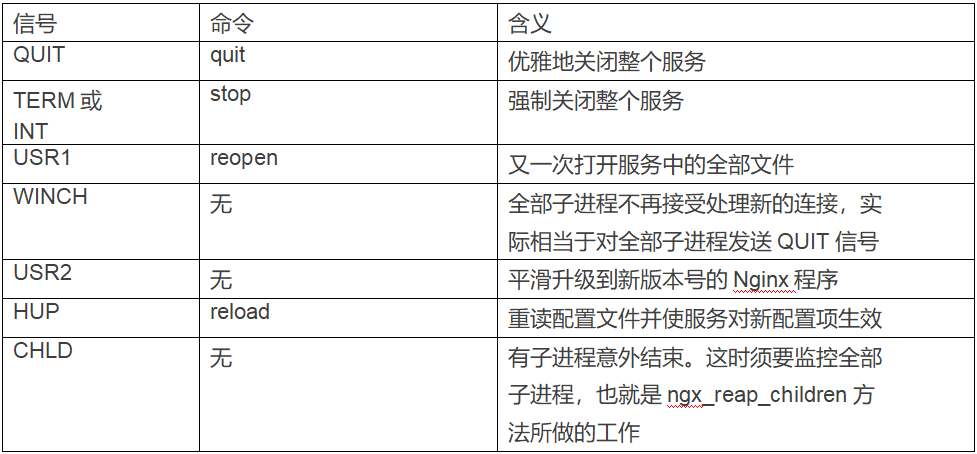 信号 命令 含义
QUIT quit 优雅地关闭整个服务
TERM 或 stop 强制关闭整个服务
INT
USR1 reopen 又一次打开服务中的全部文件
WINCH 无 全部子进程不再接受处理新的连接，实
际相当于对全部子进程发送 QUIT 信号
USR2 无 平滑升级到新版本号的 Nginx 程序
HUP reload 重读配置文件并使服务对新配置项生效
CHLD 无 有子进程意外结束。这时须要监控全部
子进程，也就是 ngx_reap_children 方
法所做的工作